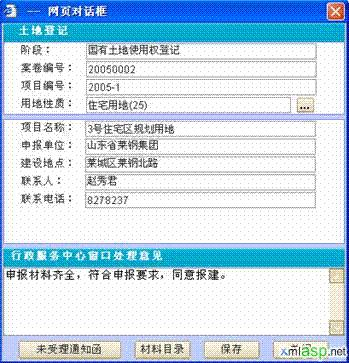 -- 网页对话框
土地登记
阶段： 国有土地使用权登记
案卷编号： 20050002
项目编号： 2005-1
用地性质： 住宅用地(25) ...
项目名称： 3号住宅区规划用地
申报单位： 山东省莱钢集团
建设地点： 莱城区莱钢北路
联系人： 赵秀君
联系电话： 8278237
行政服务中心窗口处理意见
申报材料齐全，符合申报要求，同意报建。
未受理通知函 材料目录 保存
xmlasp.net